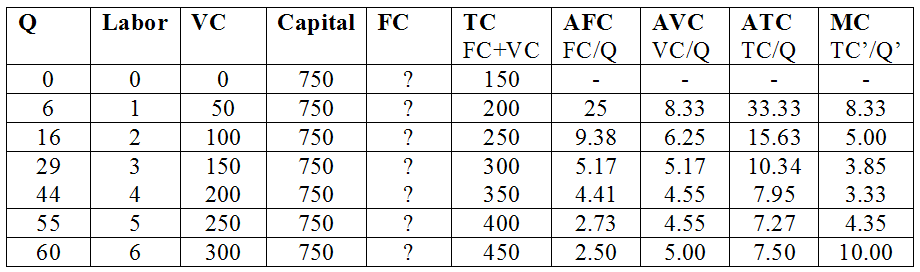 Q Labor VC Capital FC TC AFC AVC ATC MC
FC+VC FC/Q VC/Q TC/Q TC’/Q’
0 0 0 750 ? 150 - - - -
6 1 50 750 ? 200 25 8.33 33.33 8.33
16 2 100 750 ? 250 9.38 6.25 15.63 5.00
29 3 150 750 ? 300 5.17 5.17 10.34 3.85
44 4 200 750 ? 350 4.41 4.55 7.95 3.33
55 5 250 750 ? 400 2.73 4.55 7.27 4.35
60 6 300 750 ? 450 2.50 5.00 7.50 10.00